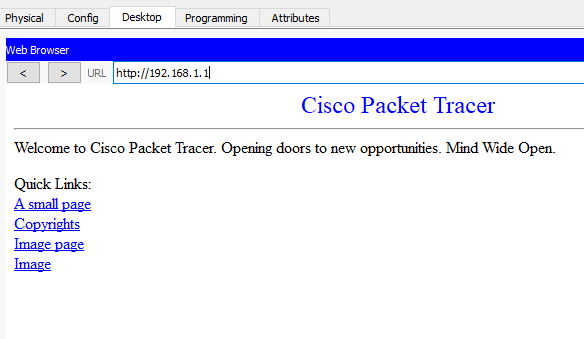 Physical Config Desktop Programming Attributes
Web Browser
< > URL http://192.168.1.1
Cisco Packet Tracer
Welcome to Cisco Packet Tracer. Opening doors to new opportunities. Mind Wide Open.
Quick Links:
A small page
Copyrights
Image page
Image